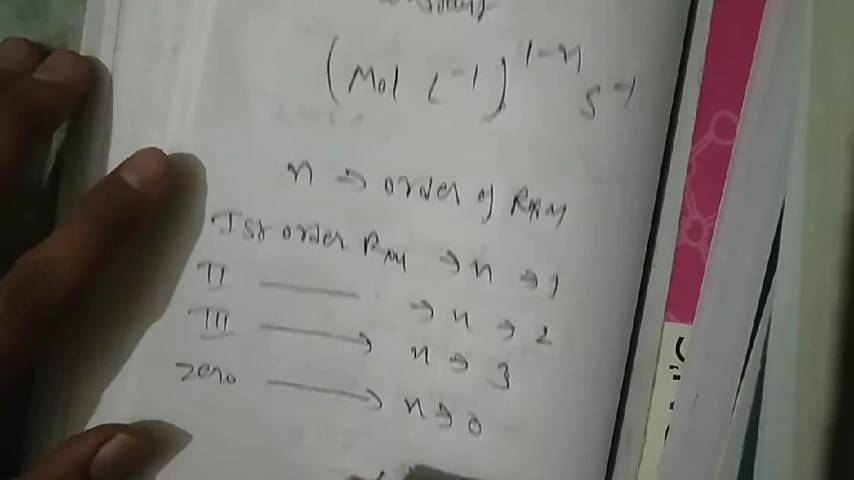 (Mol L⁻¹)¹⁻ⁿ S⁻¹
n → order of Rxn
Ist order Rxn → n → 1
II —— → n → 2
III ——→ n → 3
zero ——→ n → 0